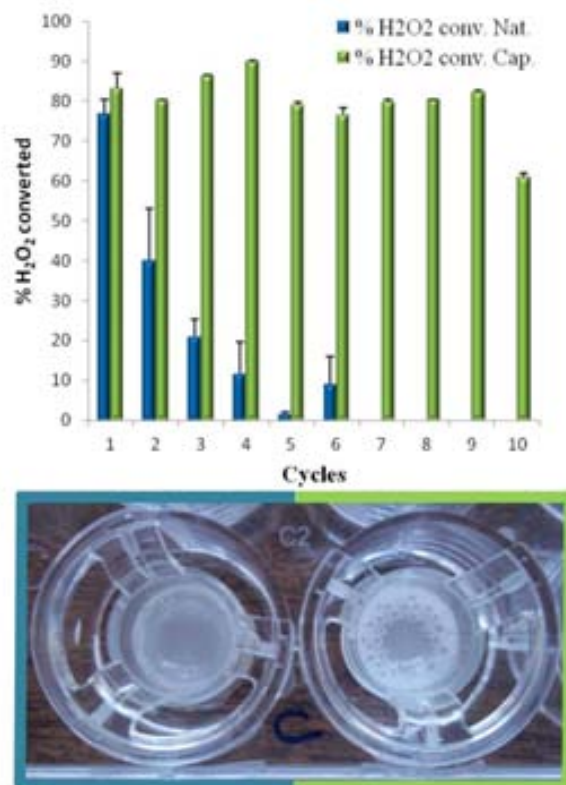 % H2O2 conv. Nat.
% H2O2 conv. Cap.
100
90
80
70
60
50
40
30
20
10
0
% H₂O₂ converted
1 2 3 4 5 6 7 8 9 10
Cycles
C2